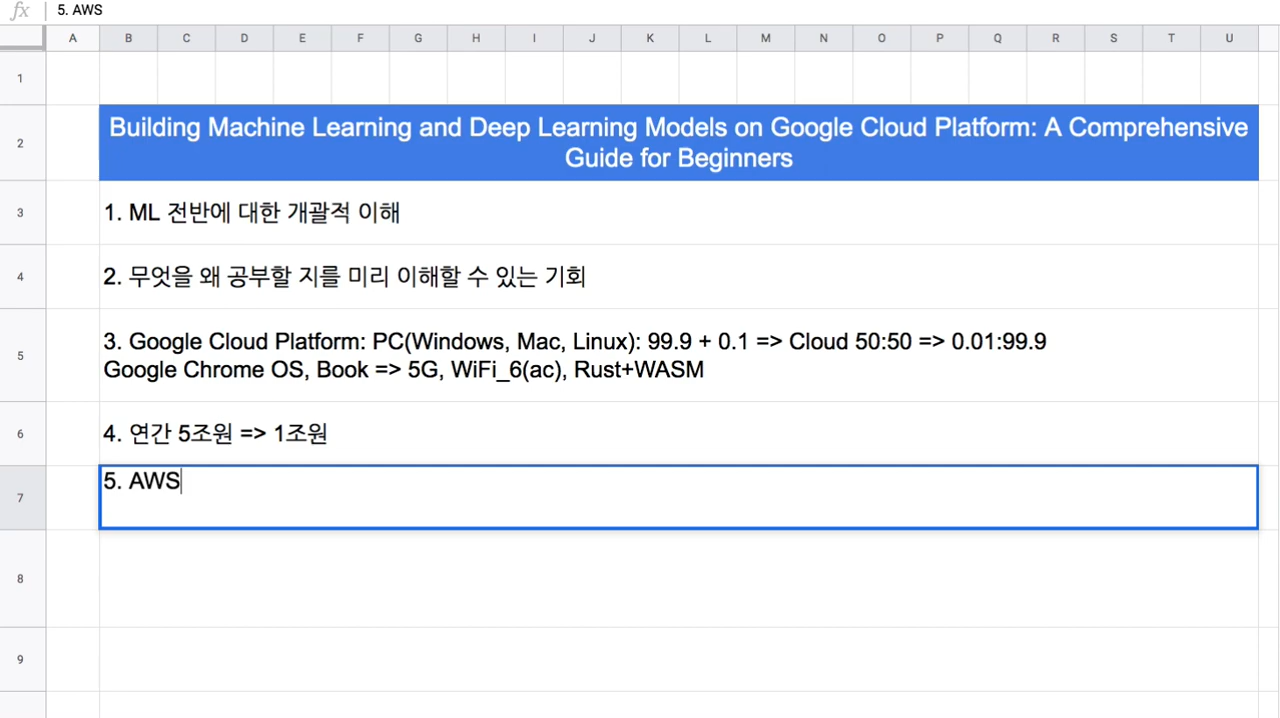 fx 5. AWS
A B C D E F G H I J K L M N O P Q R S T U
1
2 Building Machine Learning and Deep Learning Models on Google Cloud Platform: A Comprehensive
Guide for Beginners
3 1. ML 전반에 대한 개괄적 이해
4 2. 무엇을 왜 공부할 지를 미리 이해할 수 있는 기회
5 3. Google Cloud Platform: PC(Windows, Mac, Linux): 99.9 + 0.1 => Cloud 50:50 => 0.01:99.9
Google Chrome OS, Book => 5G, WiFi_6(ac), Rust+WASM
6 4. 연간 5조원 => 1조원
7 5. AWS
8
9